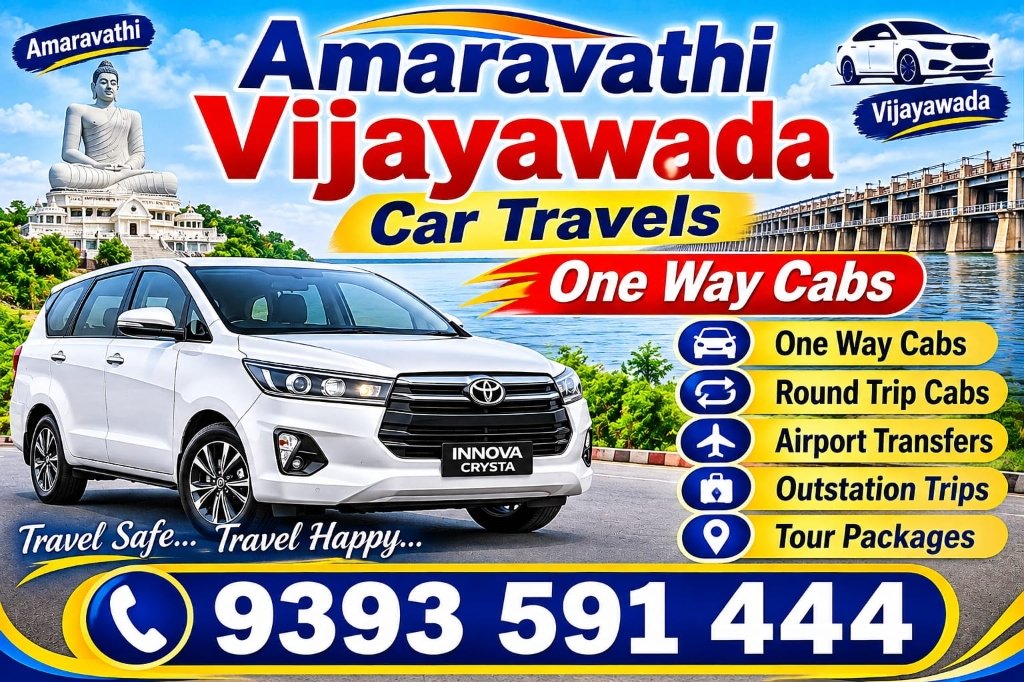 Amaravathi
Amaravathi
Vijayawada
Car Travels
Vijayawada
One Way Cabs
One Way Cabs
Round Trip Cabs
Airport Transfers
Outstation Trips
Tour Packages
INNOVA
CRYSTA
Travel Safe... Travel Happy...
9393 591 444